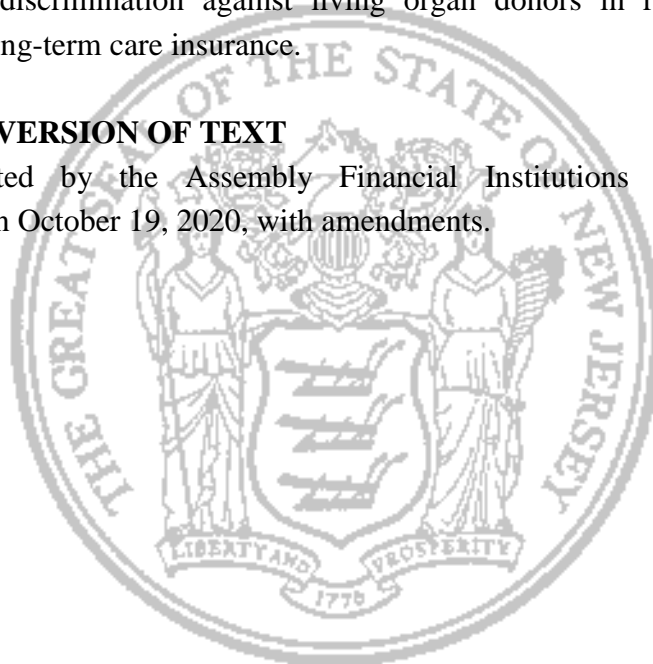 discrimination against living organ donors in
ng-term care insurance.
VERSION OF TEXT
ted by the Assembly Financial Institutions
n October 19, 2020, with amendments.
THE GREAT SEAL OF THE STATE OF NEW JERSEY
LIBERTY AND PROSPERITY
1776